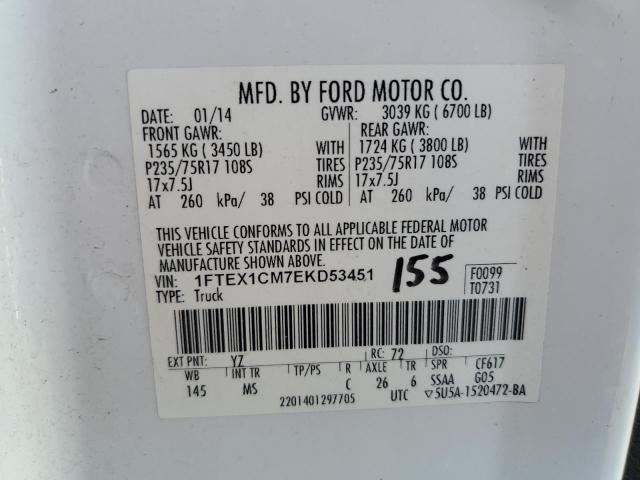 MFD. BY FORD MOTOR CO.
DATE: 01/14 GVWR: 3039 KG (6700 LB)
FRONT GAWR: REAR GAWR:
1565 KG (3450 LB) WITH 1724 KG (3800 LB) WITH
P235/75R17 108S TIRES P235/75R17 108S TIRES
17x7.5J RIMS 17x7.5J RIMS
AT 260 kPa/ 38 PSI COLD AT 260 kPa/ 38 PSI COLD
THIS VEHICLE CONFORMS TO ALL APPLICABLE FEDERAL MOTOR
VEHICLE SAFETY STANDARDS IN EFFECT ON THE DATE OF
MANUFACTURE SHOWN ABOVE.
VIN: 1FTEX1CM7EKD53451 155 F0099
TYPE: Truck T0731
EXT PNT: YZ RC: 72 DSO:
WB INT TR TP/PS R AXLE TR SPR CF617
145 MS C 26 6 SSAA G05
2201401297705 UTC ▽5U5A-1520472-BA